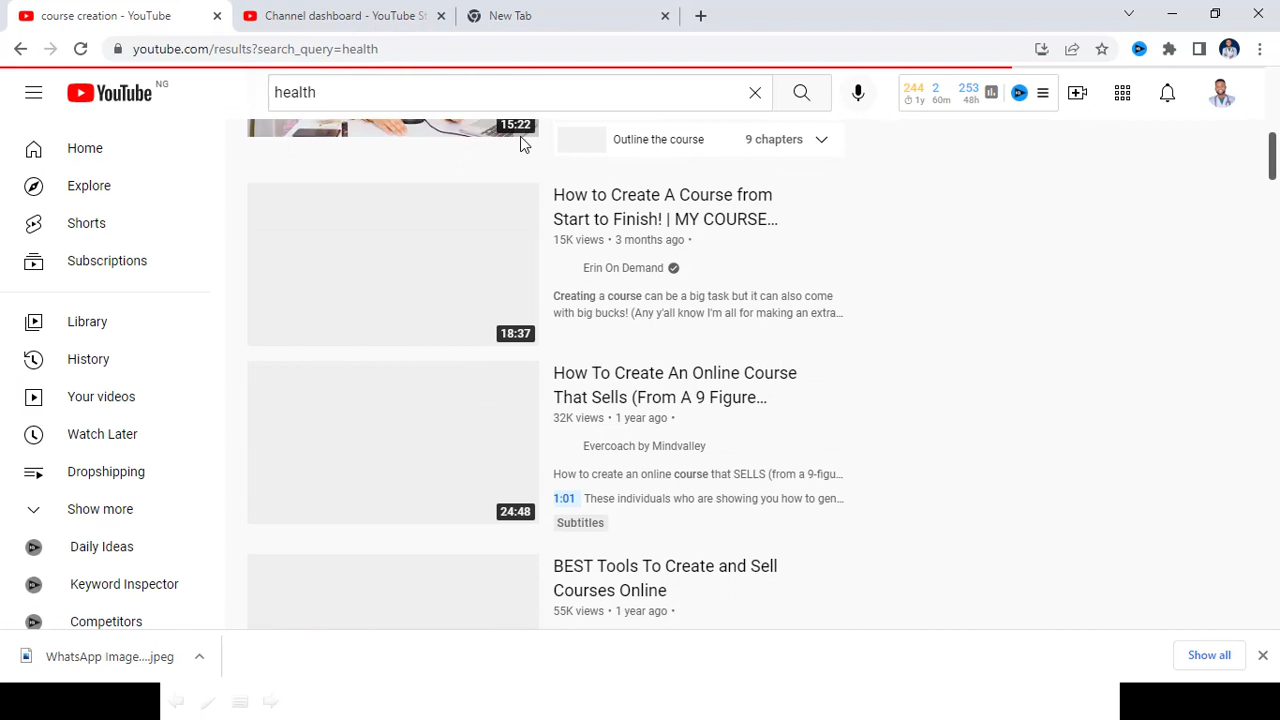 course creation - YouTube
Channel dashboard - YouTube St
New Tab
youtube.com/results?search_query=health
YouTube NG
health
244 2 253
1y 60m 48h
15:22
Outline the course 9 chapters
Home
Explore
Shorts
Subscriptions
Library
History
Your videos
Watch Later
Dropshipping
Show more
Daily Ideas
Keyword Inspector
Competitors
How to Create A Course from
Start to Finish! | MY COURSE...
15K views • 3 months ago •
Erin On Demand
Creating a course can be a big task but it can also come
with big bucks! (Any y'all know I'm all for making an extra...
18:37
How To Create An Online Course
That Sells (From A 9 Figure...
32K views • 1 year ago •
Evercoach by Mindvalley
How to create an online course that SELLS (from a 9-figu...
1:01 These individuals who are showing you how to gen...
24:48
Subtitles
BEST Tools To Create and Sell
Courses Online
55K views • 1 year ago •
WhatsApp Image....jpeg
Show all